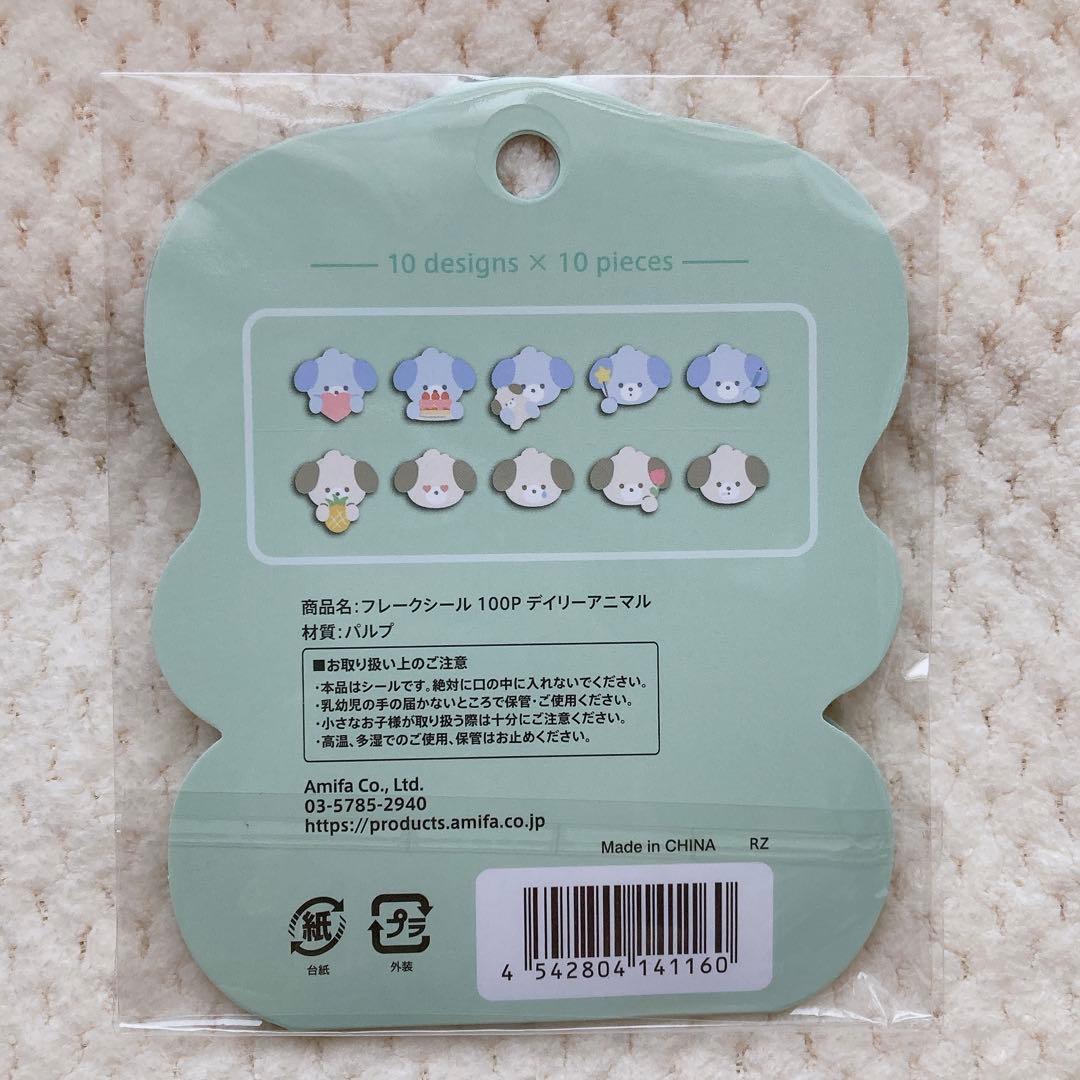 10 designs × 10 pieces
商品名:フレークシール 100P デイリーアニマル
材質:パルプ
■お取り扱い上のご注意
・本品はシールです。絶対に口の中に入れないでください。
・乳幼児の手の届かないところで保管・ご使用ください。
・小さなお子様が取り扱う際は十分にご注意ください。
・高温、多湿でのご使用、保管はお止めください。
Amifa Co., Ltd.
03-5785-2940
https://products.amifa.co.jp
Made in CHINA RZ
紙
台紙
プラ
外装
4 542804 141160